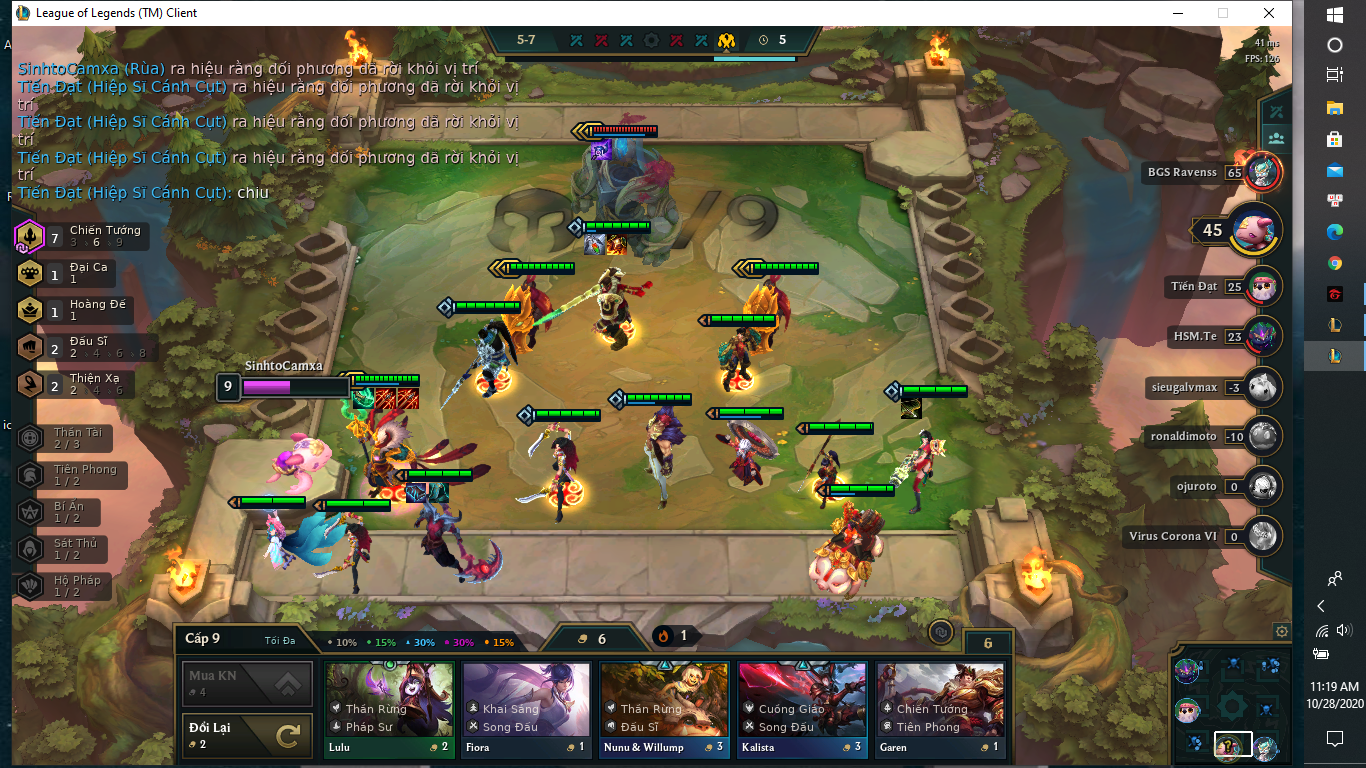 League of Legends (TM) Client
5-7
5
41 ms
FPS: 126
SinhtoCamxa (Rùa) ra hiệu rằng đối phương đã rời khỏi vị trí
Tiến Đạt (Hiệp Sĩ Cánh Cụt) ra hiệu rằng đối phương đã rời khỏi vị
trí
Tiến Đạt (Hiệp Sĩ Cánh Cụt) ra hiệu rằng đối phương đã rời khỏi vị
trí
Tiến Đạt (Hiệp Sĩ Cánh Cụt) ra hiệu rằng đối phương đã rời khỏi vị
trí
Tiến Đạt (Hiệp Sĩ Cánh Cụt): chiu
7 Chiến Tướng
3 › 6 › 9
1 Đại Ca
1
1 Hoàng Đế
1
2 Đấu Sĩ
2 › 4 › 6 › 8
2 Thiện Xạ
2 › 4 › 6
Thần Tài
2 / 3
Tiên Phong
1 / 2
Bí Ẩn
1 / 2
Sát Thủ
1 / 2
Hộ Pháp
1 / 2
/9
SinhtoCamxa
9
BGS Ravenss 65
45
Tiến Đạt 25
HSM.Te 23
sieugalvmax -3
ronaldimoto -10
ojuroto 0
Virus Corona VI 0
Cấp 9
Tối Đa
10% 15% 30% 30% 15%
6
1
6
Mua KN
4
Đổi Lại
2
Thần Rừng
Pháp Sư
Lulu 2
Khai Sáng
Song Đấu
Fiora 1
Thần Rừng
Đấu Sĩ
Nunu & Willump 3
Cuồng Giáo
Song Đấu
Kalista 3
Chiến Tướng
Tiên Phong
Garen 1
11:19 AM
10/28/2020